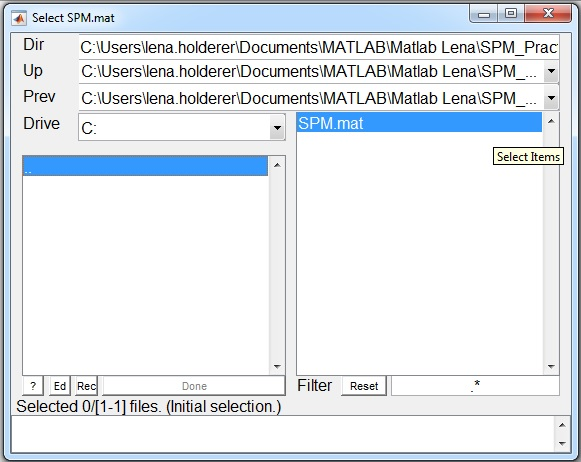 Select SPM.mat
Dir C:\Users\lena.holderer\Documents\MATLAB\Matlab Lena\SPM_Prac
Up C:\Users\lena.holderer\Documents\MATLAB\Matlab Lena\SPM_...
Prev C:\Users\lena.holderer\Documents\MATLAB\Matlab Lena\SPM_...
Drive C:
SPM.mat
Select Items
..
? Ed Rec Done Filter Reset .*
Selected 0/[1-1] files. (Initial selection.)